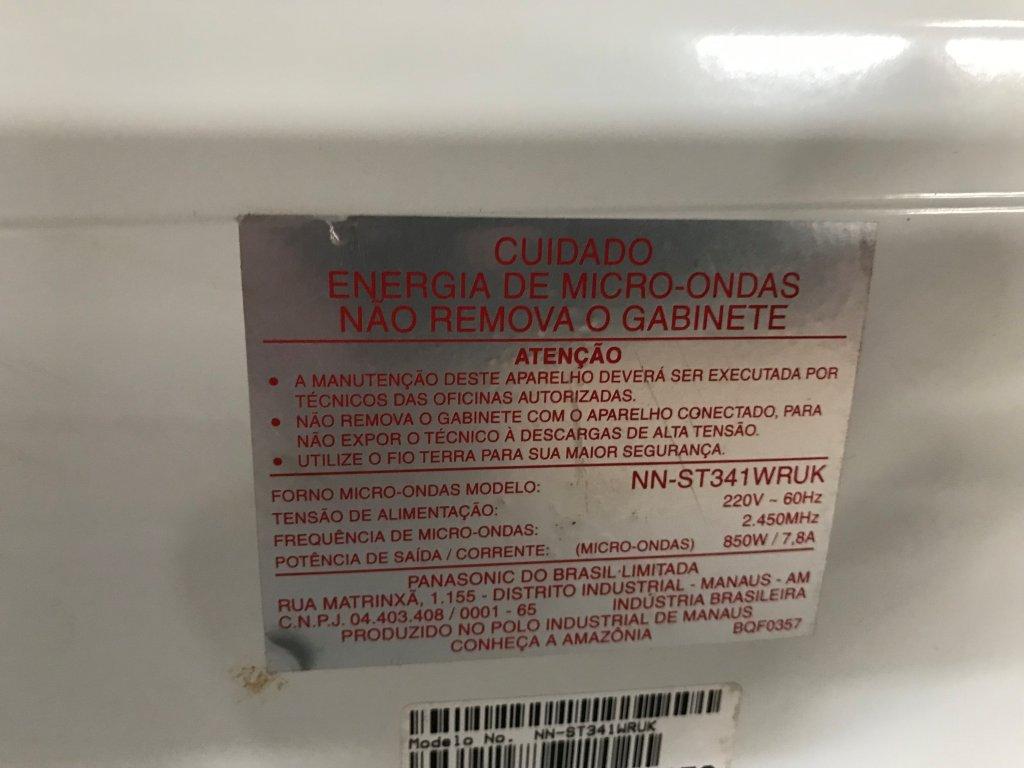 CUIDADO
ENERGIA DE MICRO-ONDAS
NÃO REMOVA O GABINETE
ATENÇÃO
• A MANUTENÇÃO DESTE APARELHO DEVERÁ SER EXECUTADA POR
TÉCNICOS DAS OFICINAS AUTORIZADAS.
• NÃO REMOVA O GABINETE COM O APARELHO CONECTADO, PARA
NÃO EXPOR O TÉCNICO À DESCARGAS DE ALTA TENSÃO.
• UTILIZE O FIO TERRA PARA SUA MAIOR SEGURANÇA.
FORNO MICRO-ONDAS MODELO: NN-ST341WRUK
TENSÃO DE ALIMENTAÇÃO: 220V ~ 60Hz
FREQUÊNCIA DE MICRO-ONDAS: 2.450MHz
POTÊNCIA DE SAÍDA / CORRENTE: (MICRO-ONDAS) 850W / 7,8A
PANASONIC DO BRASIL LIMITADA
RUA MATRINXÃ, 1.155 - DISTRITO INDUSTRIAL - MANAUS - AM
C.N.P.J. 04.403.408 / 0001 - 65 INDÚSTRIA BRASILEIRA
PRODUZIDO NO POLO INDUSTRIAL DE MANAUS
CONHEÇA A AMAZÔNIA BQF0357
Modelo No. NN-ST341WRUK